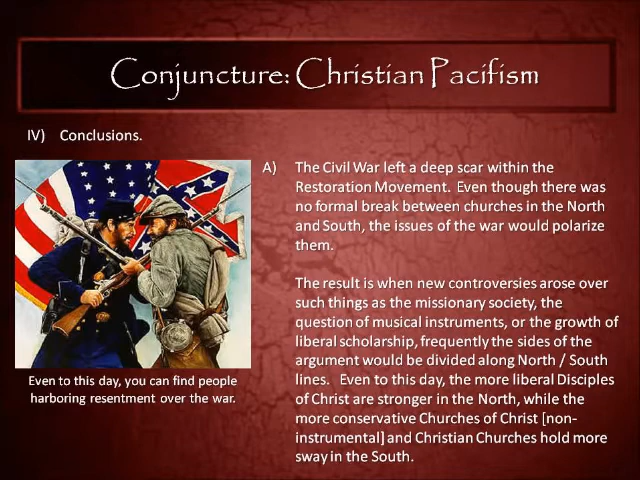 Conjuncture: Christian Pacifism
IV) Conclusions.
A) The Civil War left a deep scar within the
Restoration Movement. Even though there was
no formal break between churches in the North
and South, the issues of the war would polarize
them.
The result is when new controversies arose over
such things as the missionary society, the
question of musical instruments, or the growth of
liberal scholarship, frequently the sides of the
argument would be divided along North / South
lines. Even to this day, the more liberal Disciples
of Christ are stronger in the North, while the
more conservative Churches of Christ [non-
instrumental] and Christian Churches hold more
sway in the South.
Even to this day, you can find people
harboring resentment over the war.